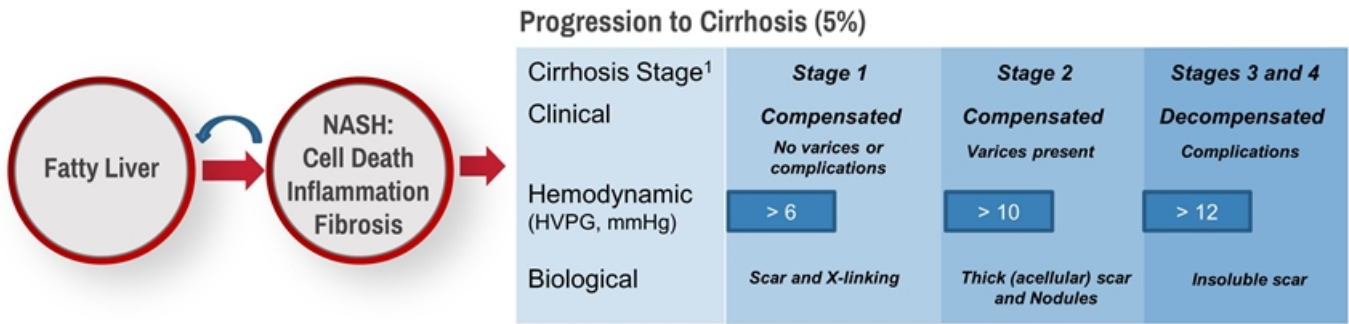 Progression to Cirrhosis (5%)
Fatty Liver
NASH:
Cell Death
Inflammation
Fibrosis
Cirrhosis Stage¹ Stage 1 Stage 2 Stages 3 and 4
Clinical Compensated Compensated Decompensated
No varices or Varices present Complications
complications
Hemodynamic
(HVPG, mmHg) > 6 > 10 > 12
Biological Scar and X-linking Thick (acellular) scar Insoluble scar
and Nodules